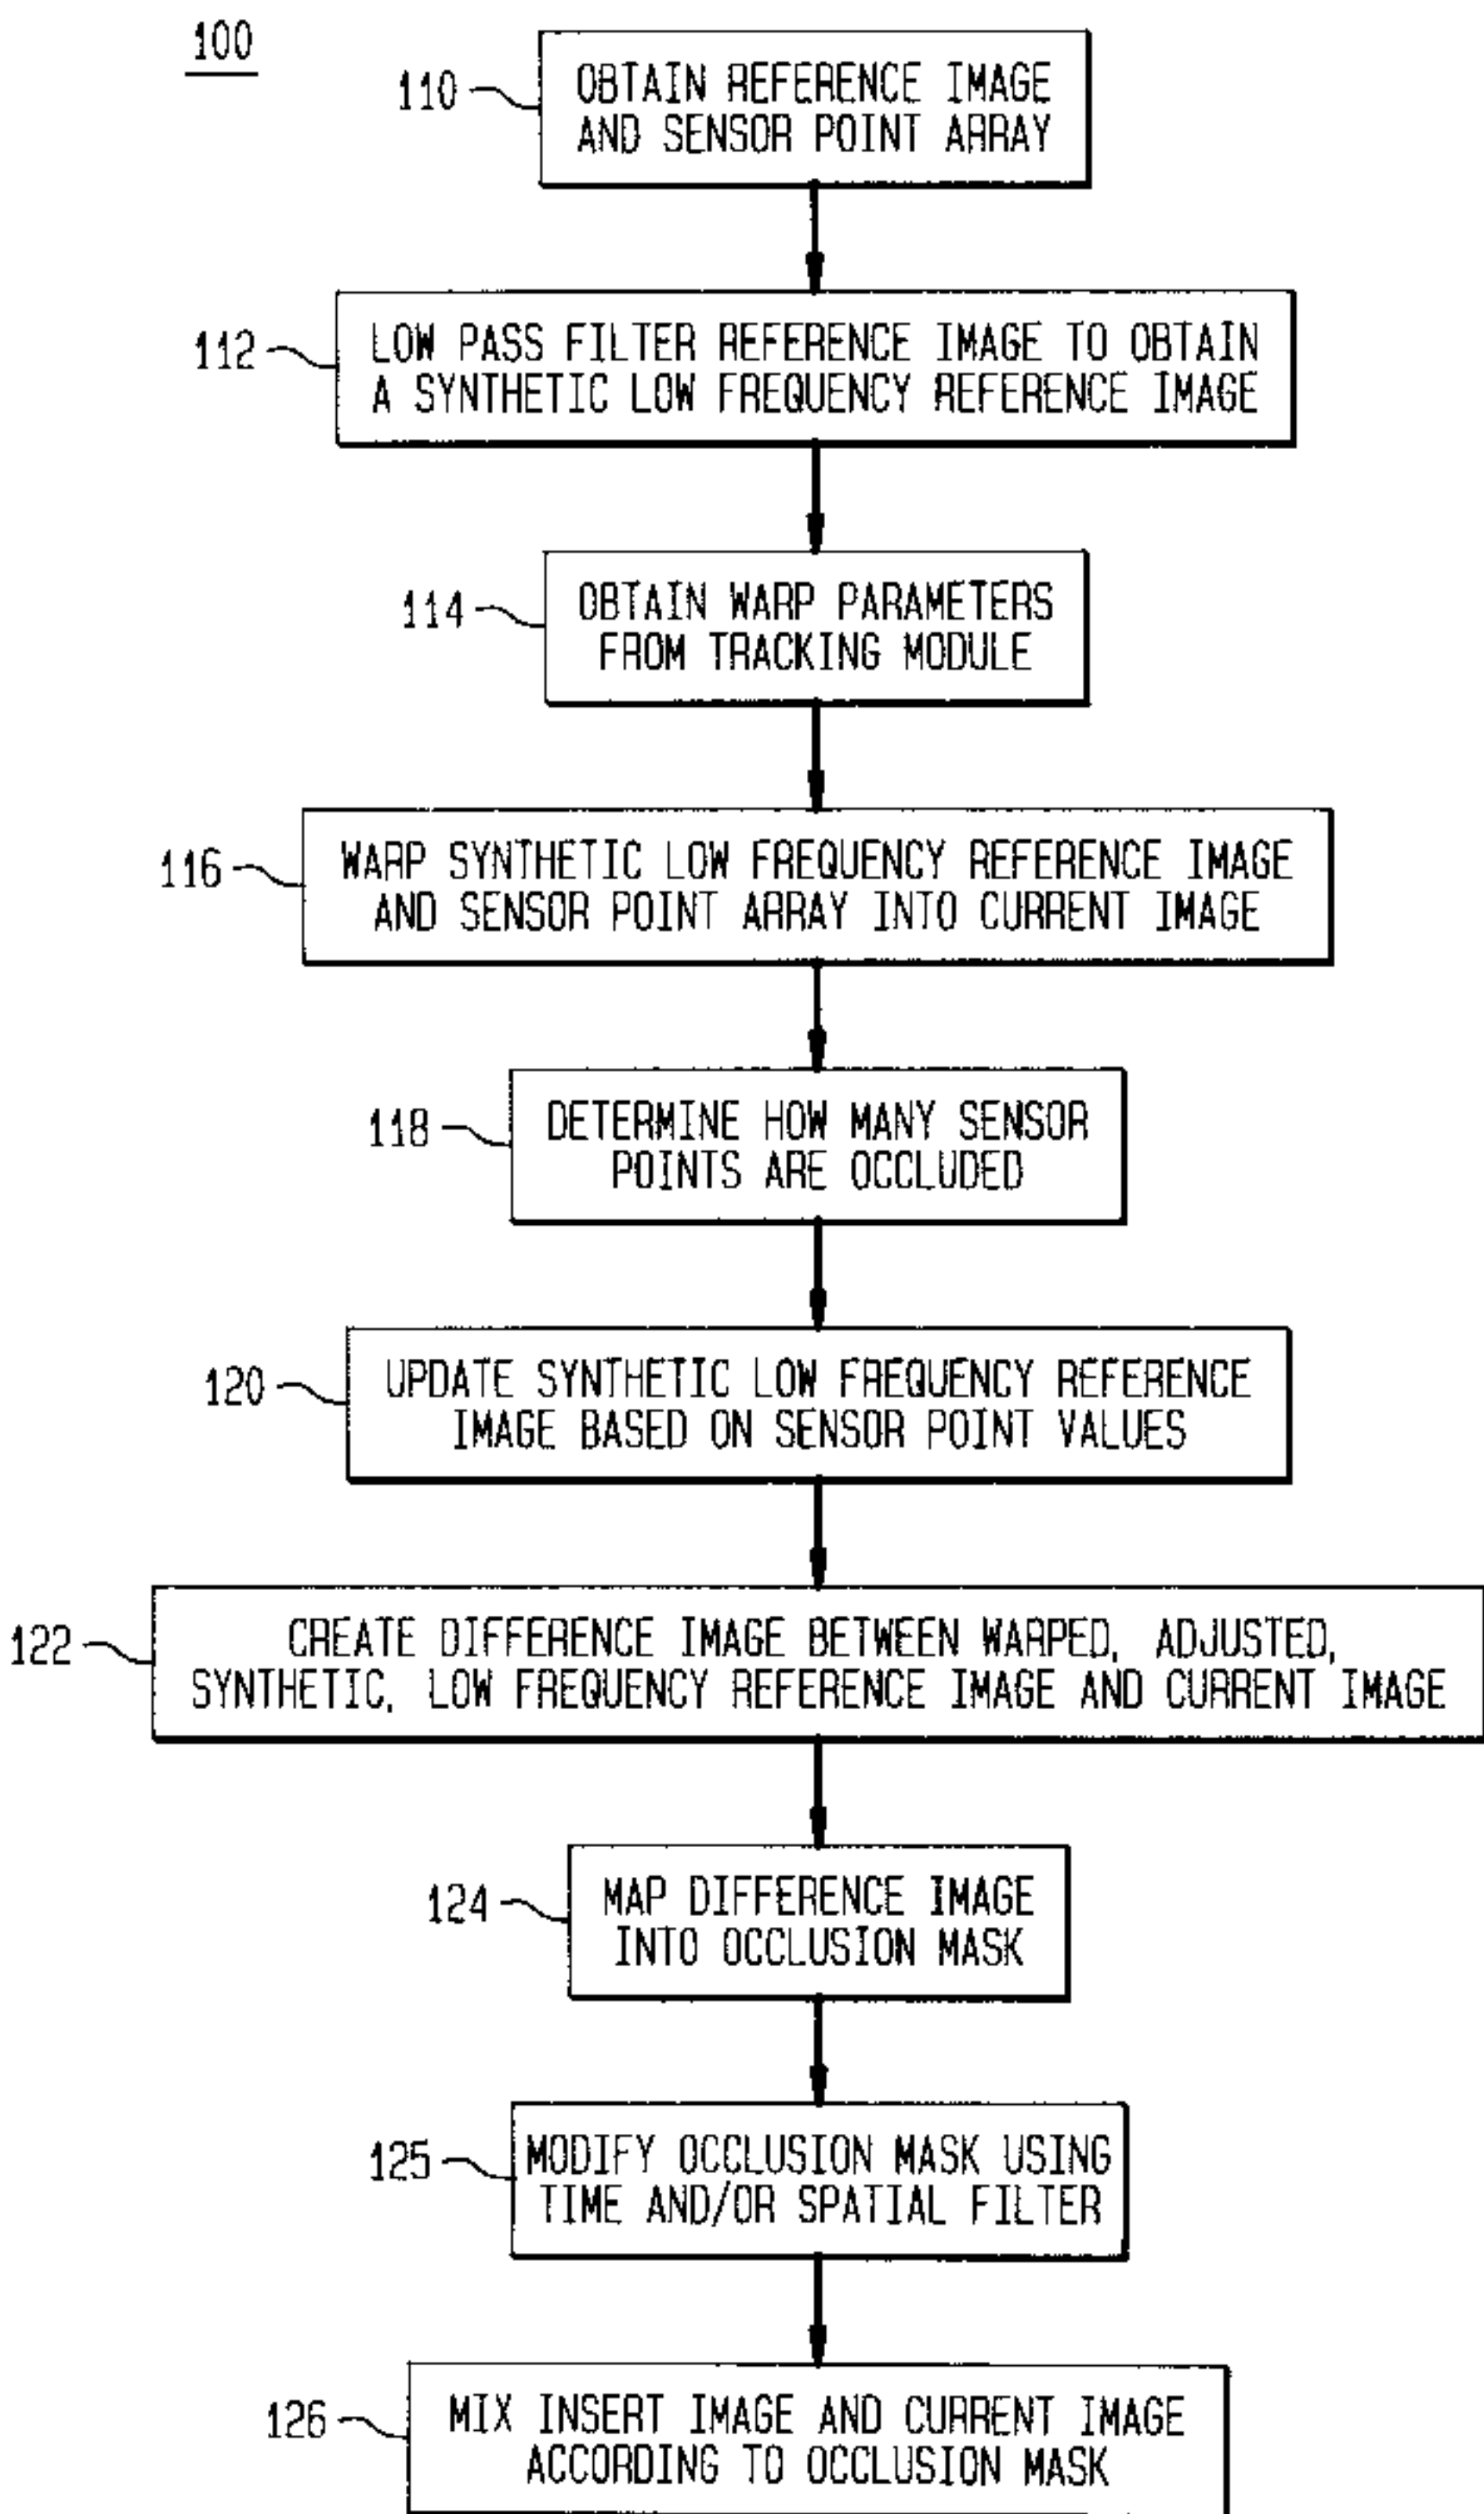 100
110
OBTAIN REFERENCE IMAGE
AND SENSOR POINT ARRAY
112
LOW PASS FILTER REFERENCE IMAGE TO OBTAIN
A SYNTHETIC LOW FREQUENCY REFERENCE IMAGE
114
OBTAIN WARP PARAMETERS
FROM TRACKING MODULE
116
WARP SYNTHETIC LOW FREQUENCY REFERENCE IMAGE
AND SENSOR POINT ARRAY INTO CURRENT IMAGE
118
DETERMINE HOW MANY SENSOR
POINTS ARE OCCLUDED
120
UPDATE SYNTHETIC LOW FREQUENCY REFERENCE
IMAGE BASED ON SENSOR POINT VALUES
122
CREATE DIFFERENCE IMAGE BETWEEN WARPED, ADJUSTED,
SYNTHETIC, LOW FREQUENCY REFERENCE IMAGE AND CURRENT IMAGE
124
MAP DIFFERENCE IMAGE
INTO OCCLUSION MASK
125
MODIFY OCCLUSION MASK USING
TIME AND/OR SPATIAL FILTER
126
MIX INSERT IMAGE AND CURRENT IMAGE
ACCORDING TO OCCLUSION MASK